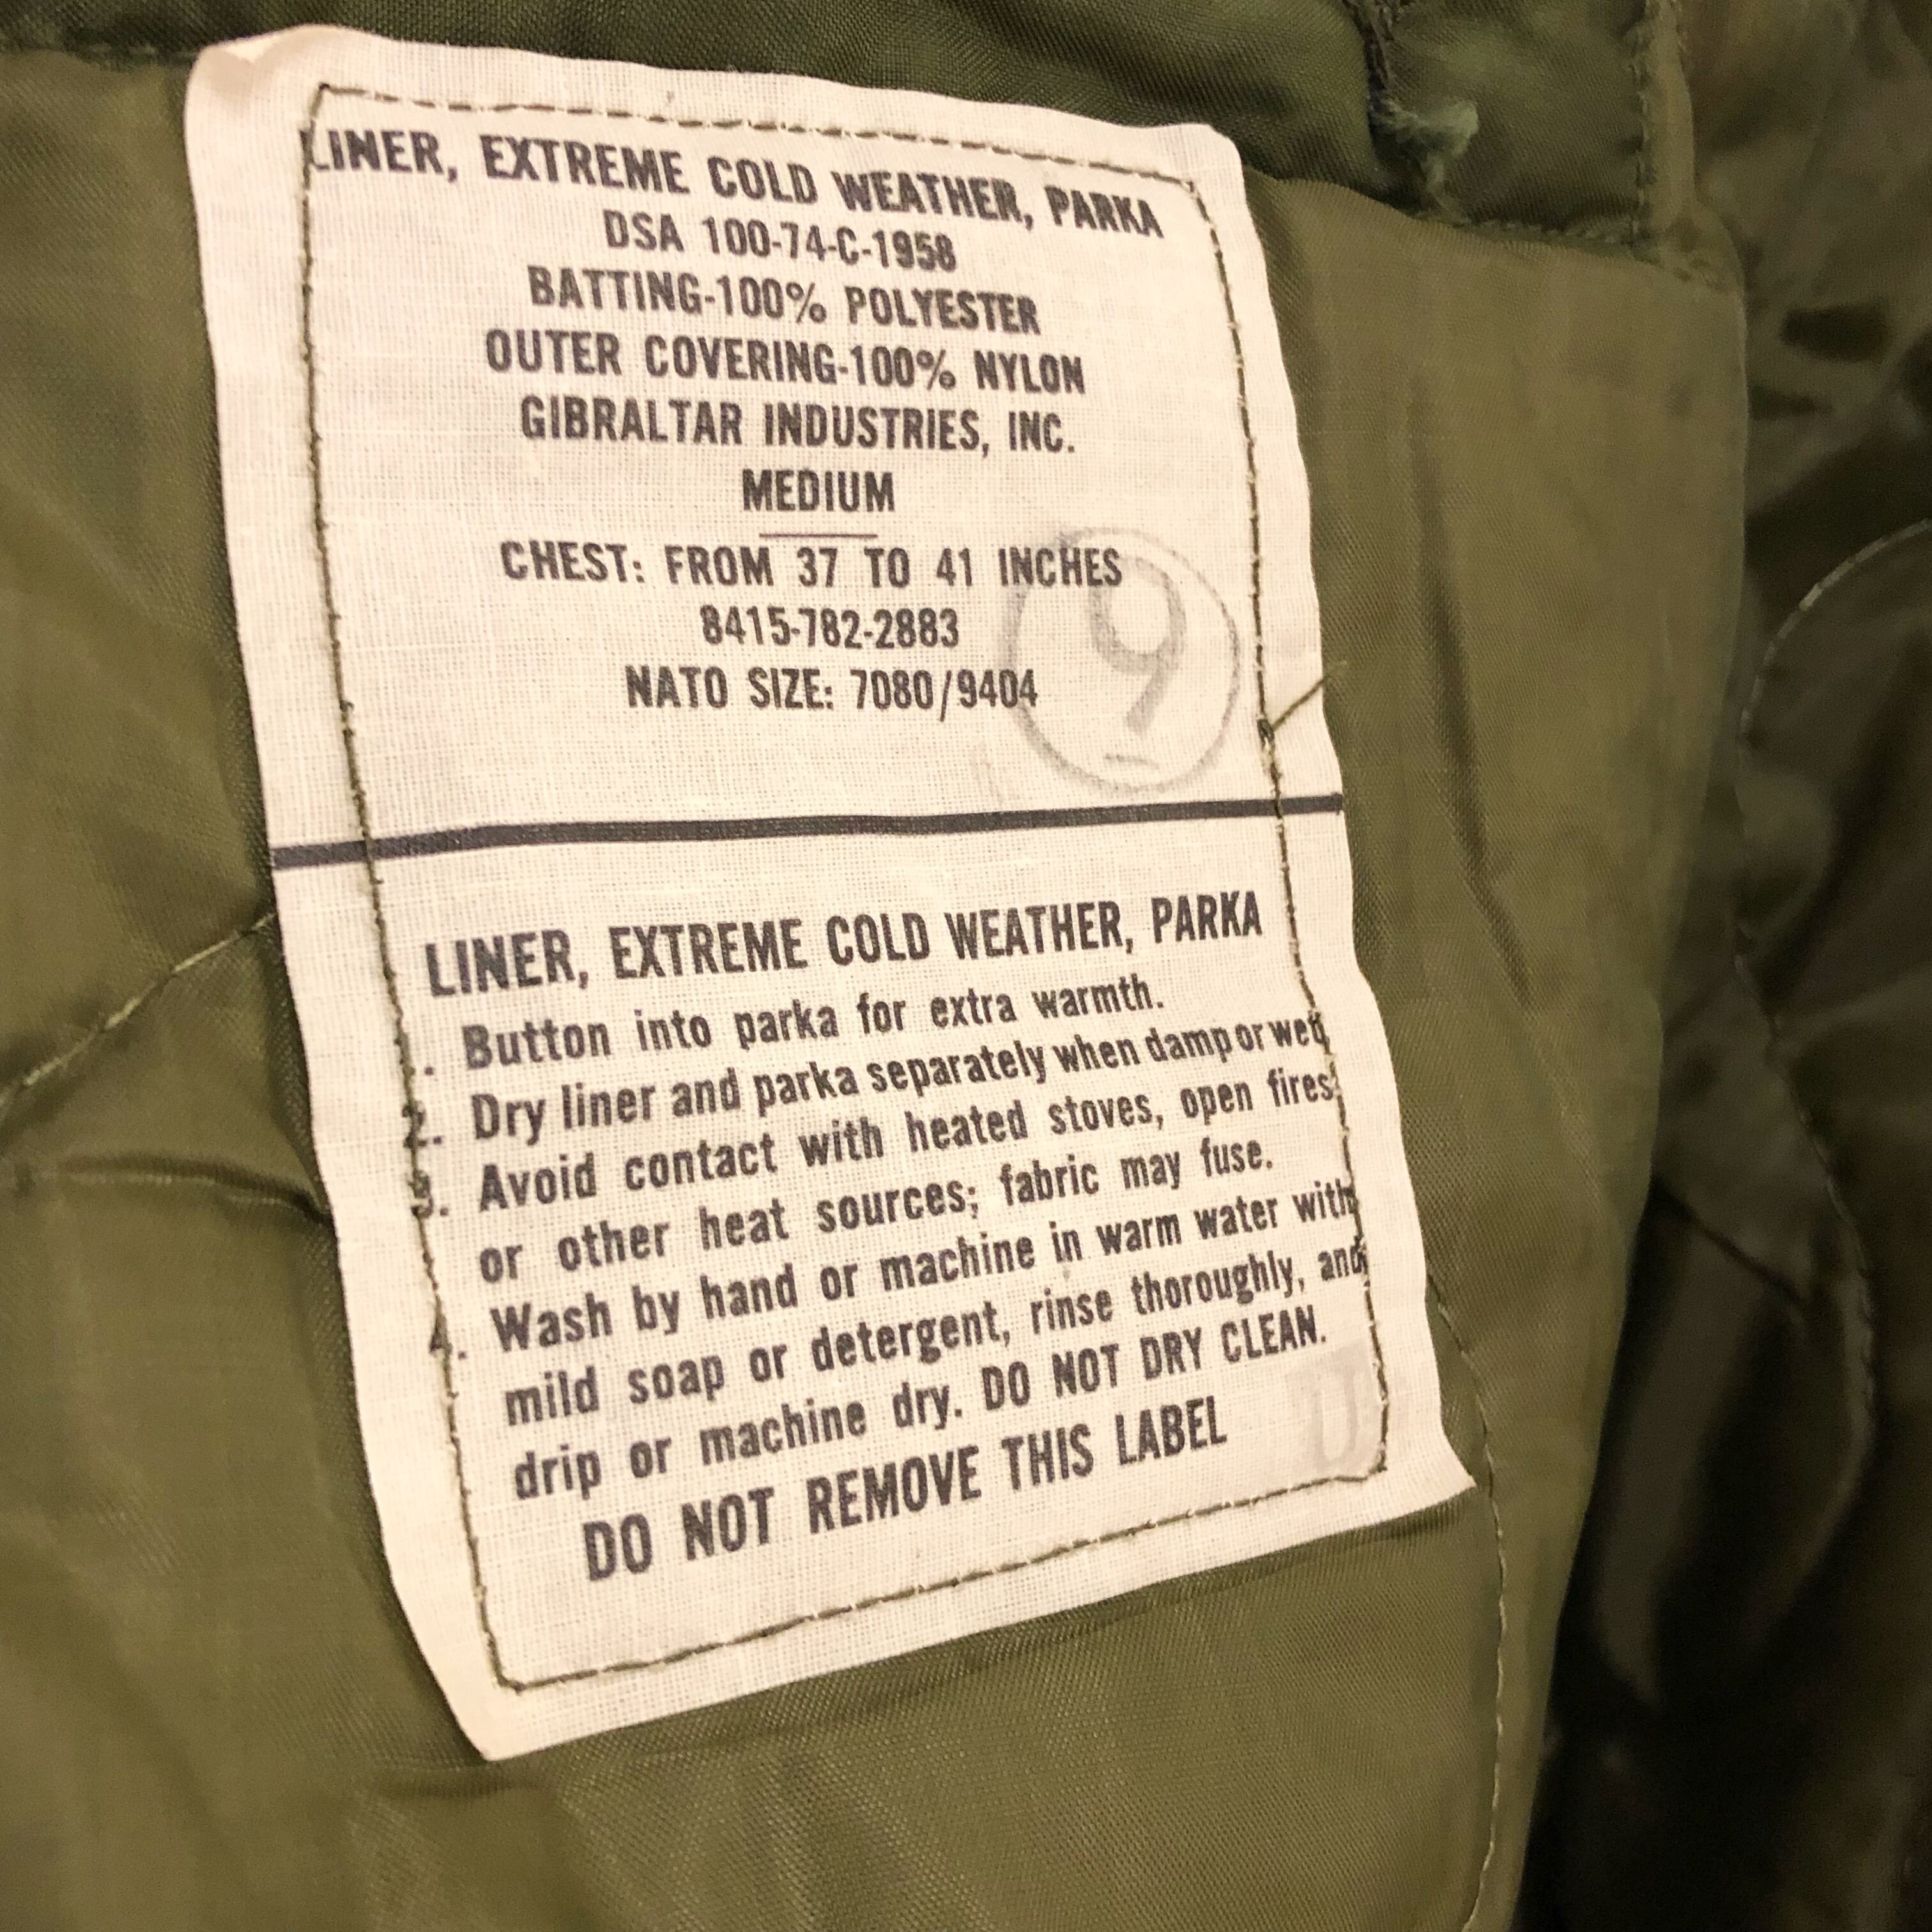 LINER, EXTREME COLD WEATHER, PARKA
DSA 100-74-C-1958
BATTING-100% POLYESTER
OUTER COVERING-100% NYLON
GIBRALTAR INDUSTRIES, INC.
MEDIUM
CHEST: FROM 37 TO 41 INCHES
8415-782-2883
NATO SIZE: 7080/9404
9
LINER, EXTREME COLD WEATHER, PARKA
1. Button into parka for extra warmth.
2. Dry liner and parka separately when damp or wet.
3. Avoid contact with heated stoves, open fires,
or other heat sources; fabric may fuse.
4. Wash by hand or machine in warm water with
mild soap or detergent, rinse thoroughly, and
drip or machine dry. DO NOT DRY CLEAN.
DO NOT REMOVE THIS LABEL